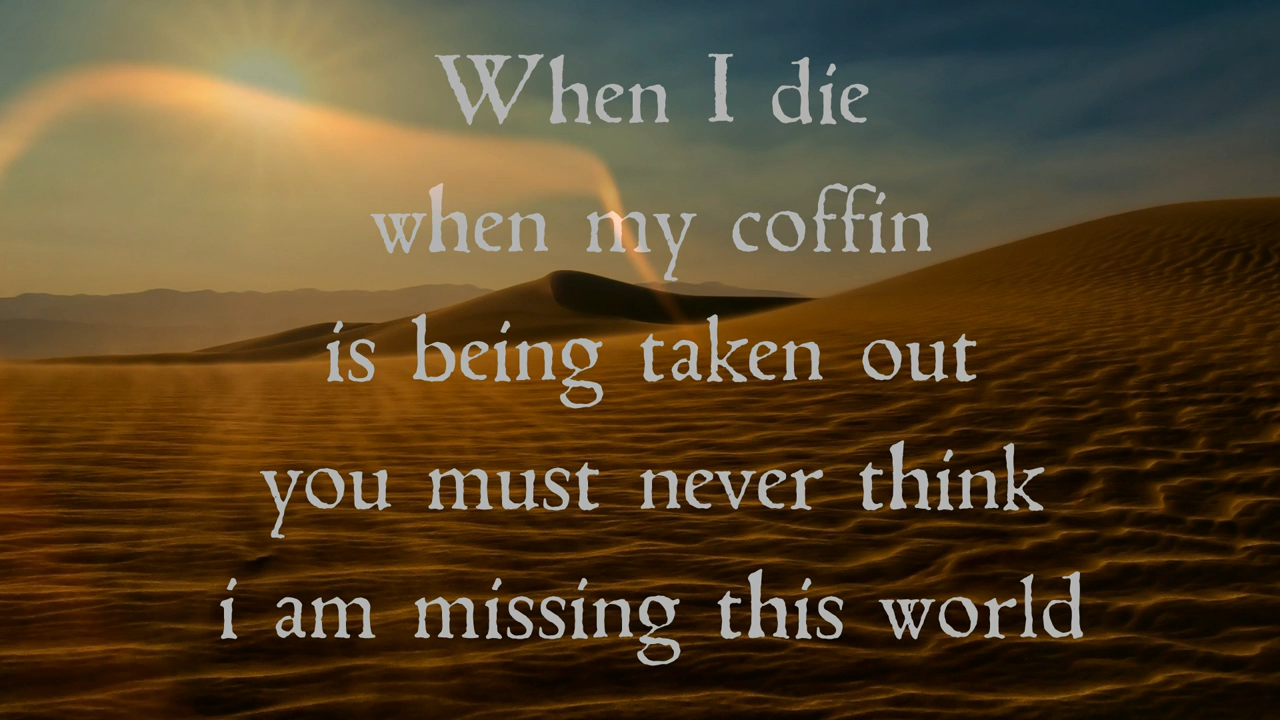 When I die
when my coffin
is being taken out
you must never think
i am missing this world